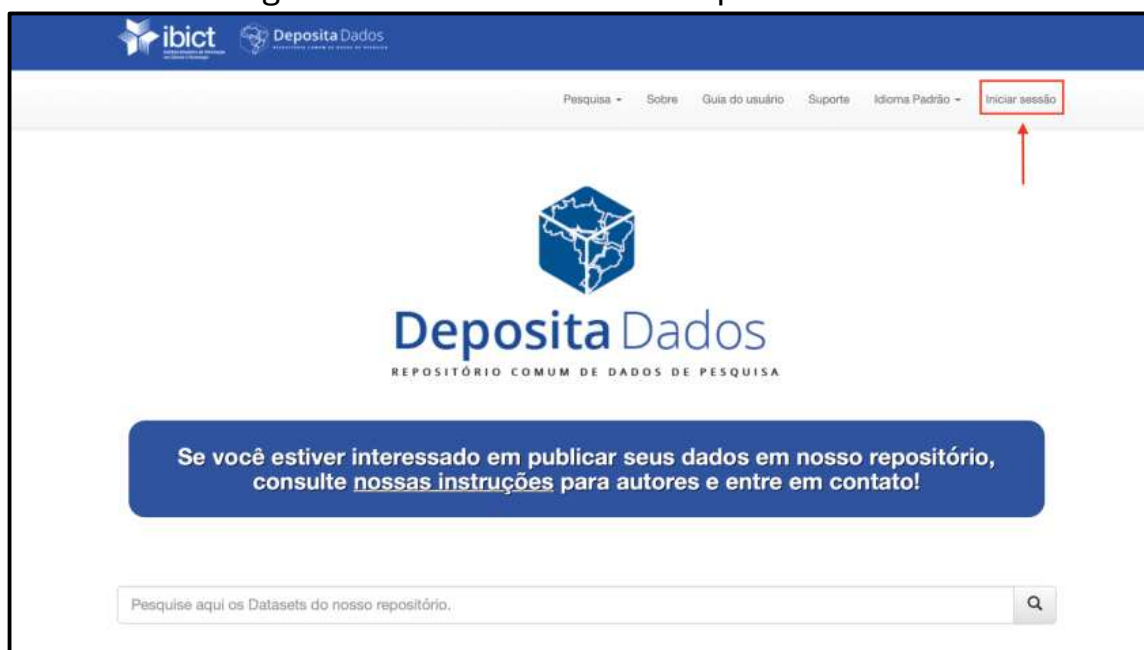 ibict
Deposita Dados
Pesquisa
Sobre
Guia do usuário
Suporte
Idioma Padrão
Iniciar sessão
Deposita Dados
REPOSITÓRIO COMUM DE DADOS DE PESQUISA
Se você estiver interessado em publicar seus dados em nosso repositório,
consulte nossas instruções para autores e entre em contato!
Pesquise aqui os Datasets do nosso repositório.